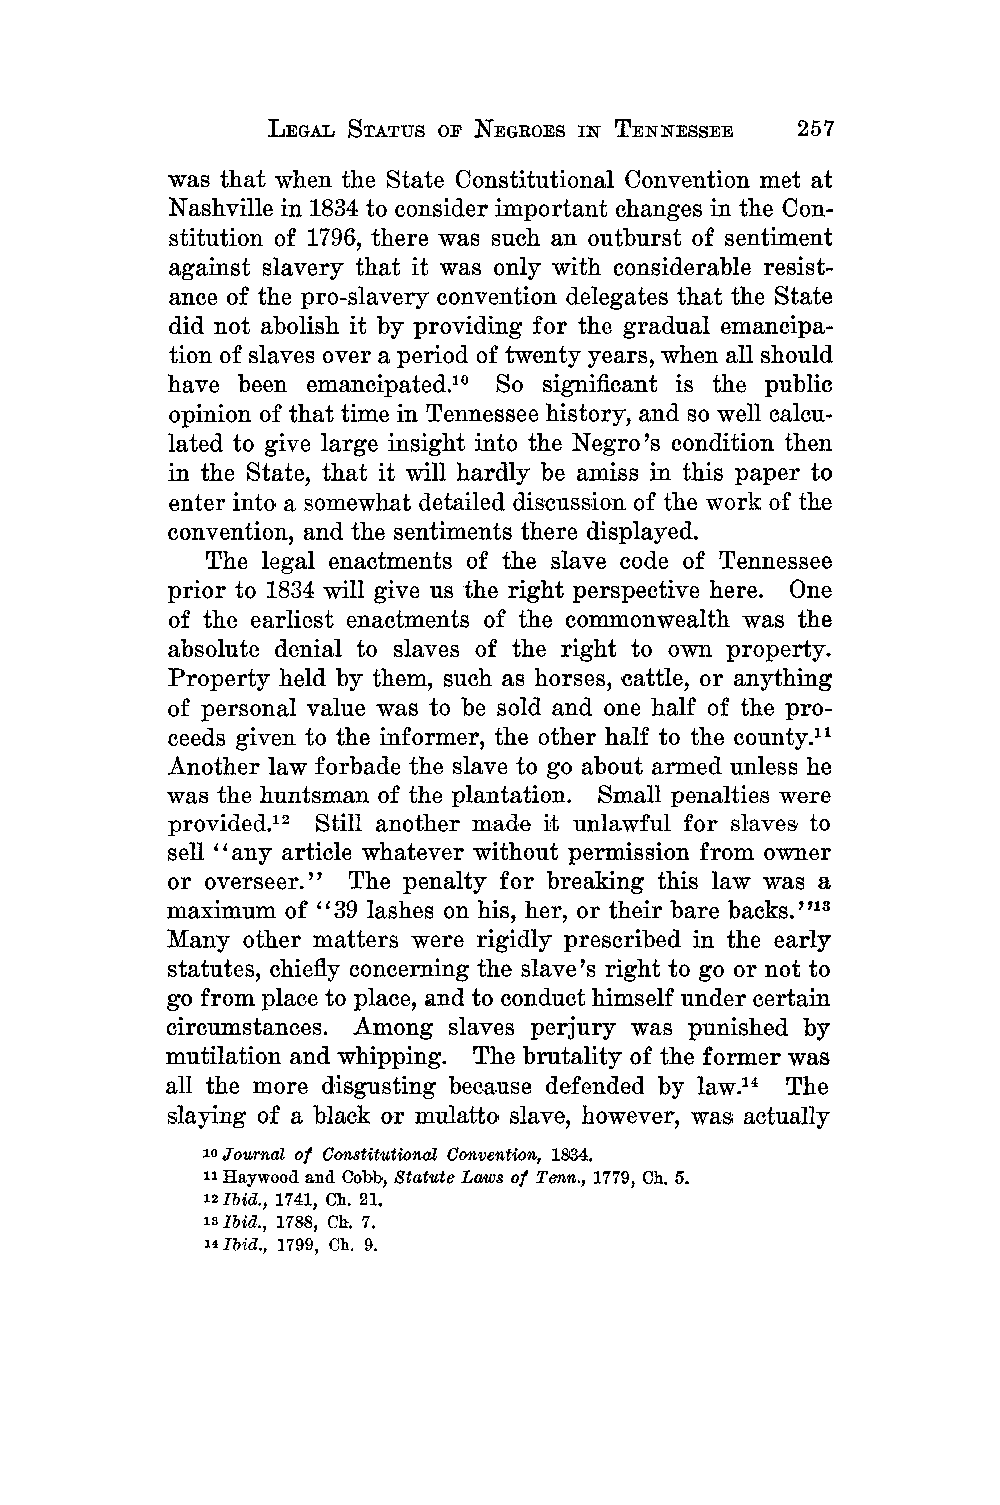 Legal Status of Negroes in Tennessee 257
was that when the State Constitutional Convention met at
Nashville in 1834 to consider important changes in the Con-
stitution of 1796, there was such an outburst of sentiment
against slavery that it was only with considerable resist-
ance of the pro-slavery convention delegates that the State
did not abolish it by providing for the gradual emancipa-
tion of slaves over a period of twenty years, when all should
have been emancipated.¹⁰ So significant is the public
opinion of that time in Tennessee history, and so well calcu-
lated to give large insight into the Negro's condition then
in the State, that it will hardly be amiss in this paper to
enter into a somewhat detailed discussion of the work of the
convention, and the sentiments there displayed.
The legal enactments of the slave code of Tennessee
prior to 1834 will give us the right perspective here. One
of the earliest enactments of the commonwealth was the
absolute denial to slaves of the right to own property.
Property held by them, such as horses, cattle, or anything
of personal value was to be sold and one half of the pro-
ceeds given to the informer, the other half to the county.¹¹
Another law forbade the slave to go about armed unless he
was the huntsman of the plantation. Small penalties were
provided.¹² Still another made it unlawful for slaves to
sell "any article whatever without permission from owner
or overseer." The penalty for breaking this law was a
maximum of "39 lashes on his, her, or their bare backs."¹³
Many other matters were rigidly prescribed in the early
statutes, chiefly concerning the slave's right to go or not to
go from place to place, and to conduct himself under certain
circumstances. Among slaves perjury was punished by
mutilation and whipping. The brutality of the former was
all the more disgusting because defended by law.¹⁴ The
slaying of a black or mulatto slave, however, was actually
¹⁰ Journal of Constitutional Convention, 1834.
¹¹ Haywood and Cobb, Statute Laws of Tenn., 1779, Ch. 5.
¹² Ibid., 1741, Ch. 21.
¹³ Ibid., 1788, Ch. 7.
¹⁴ Ibid., 1799, Ch. 9.